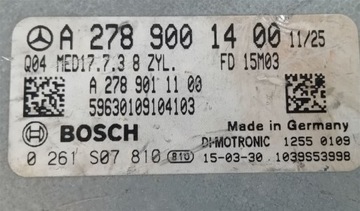 A 278 900 14 00 11/25
Q04 MED17.7.3 8 ZYL. FD 15M03
A 278 901 11 00
59630109104103
BOSCH Made in Germany
DI-MOTRONIC 1255 0109
0 261 S07 810 810 15-03-30 1039S53998